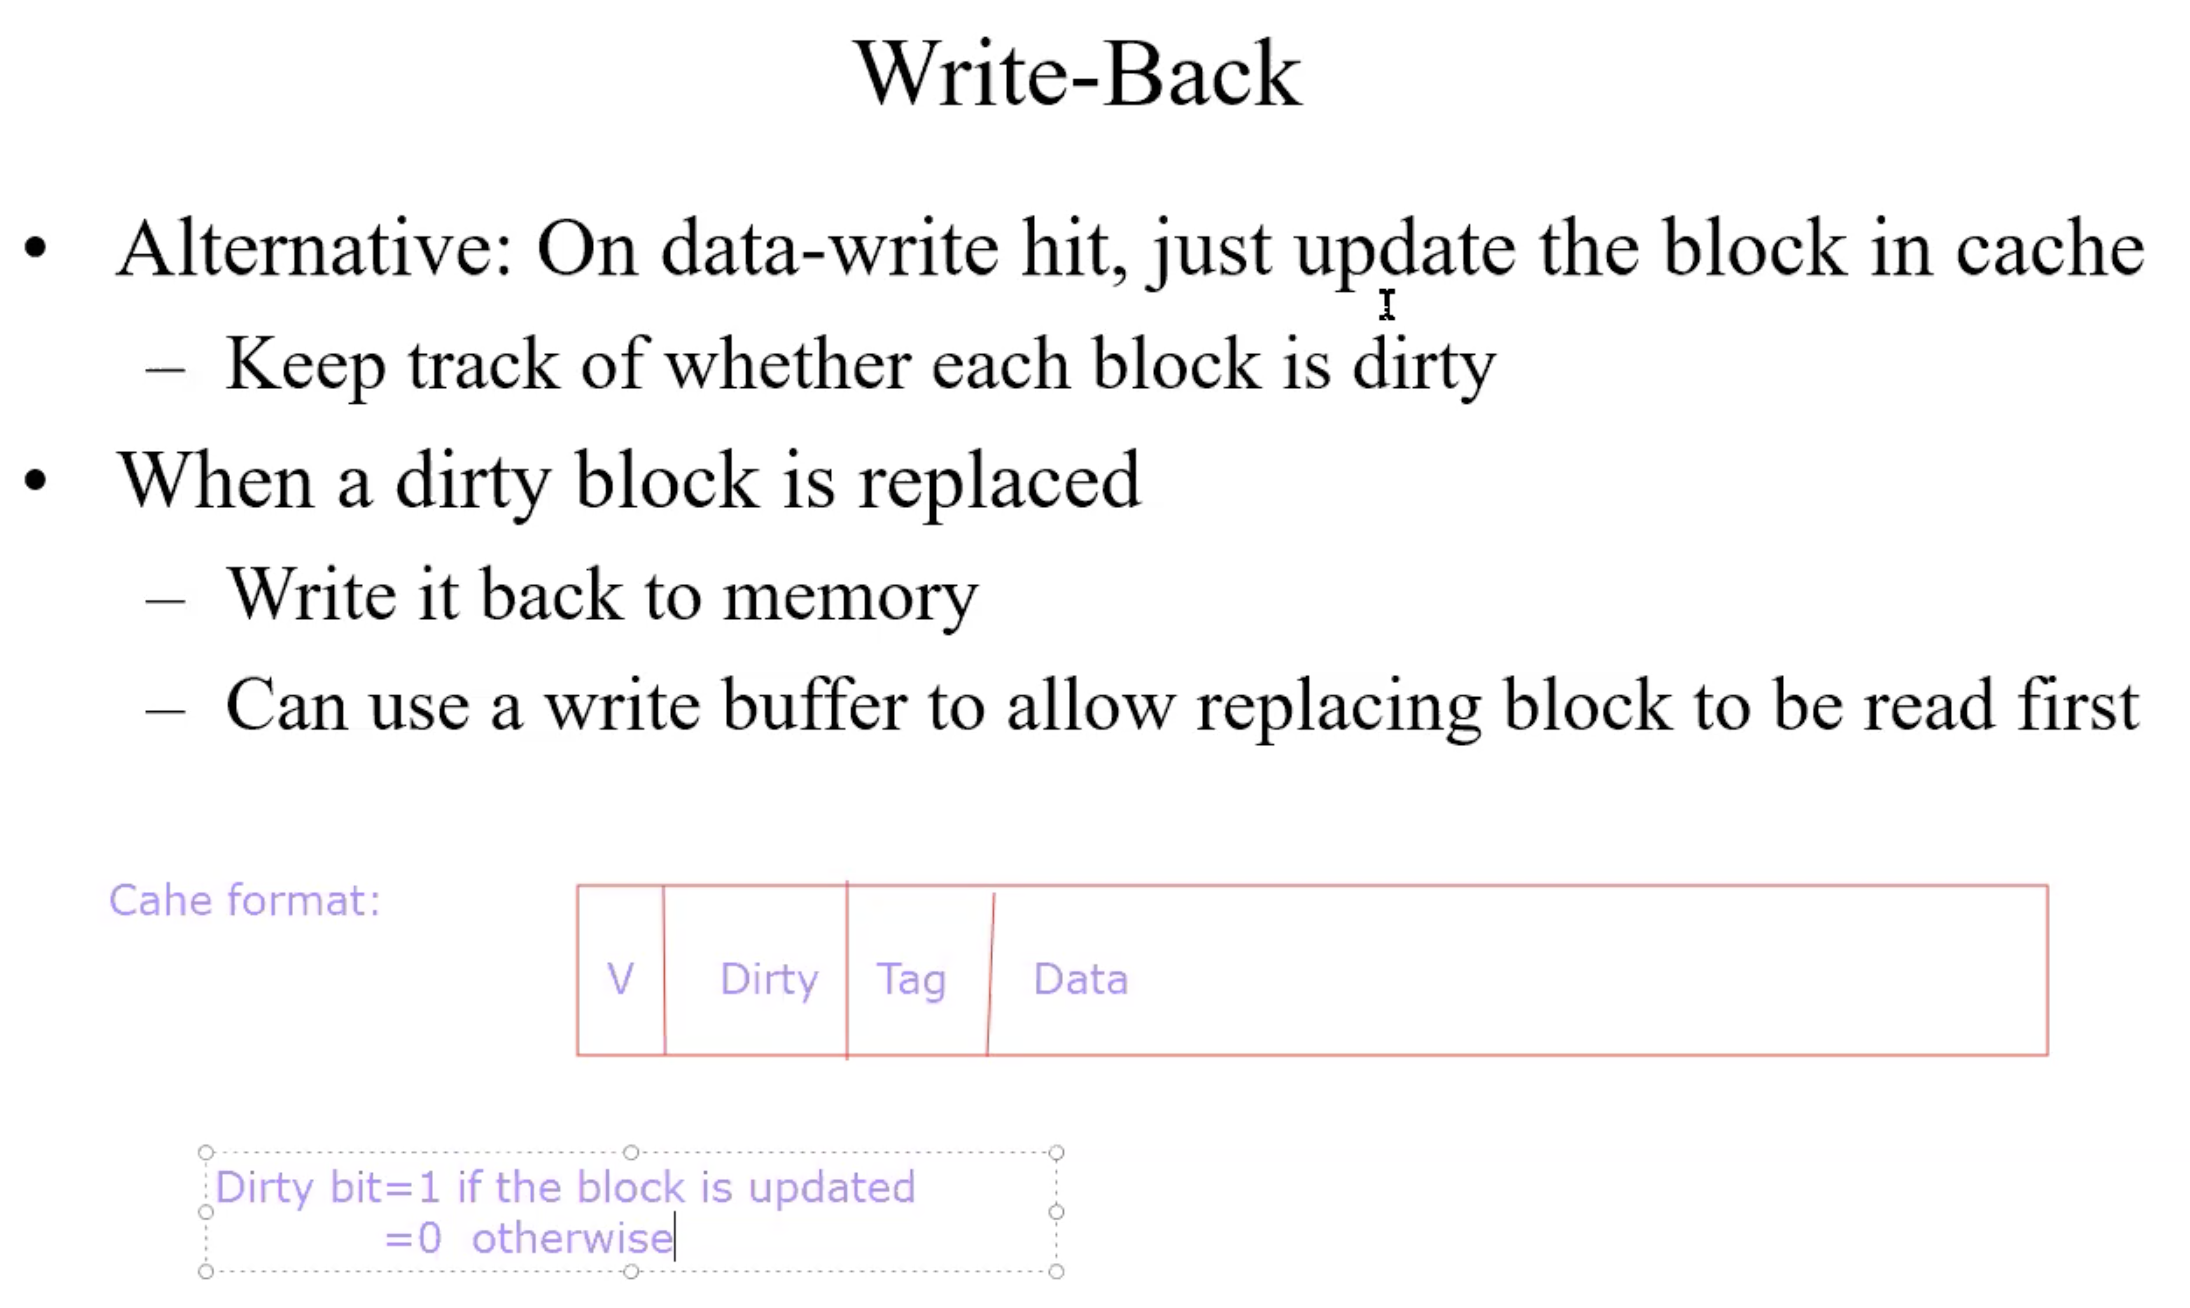 Write-Back
• Alternative: On data-write hit, just update the block in cache
– Keep track of whether each block is dirty
• When a dirty block is replaced
– Write it back to memory
– Can use a write buffer to allow replacing block to be read first
Cahe format:
V Dirty Tag Data
Dirty bit=1 if the block is updated
=0 otherwise